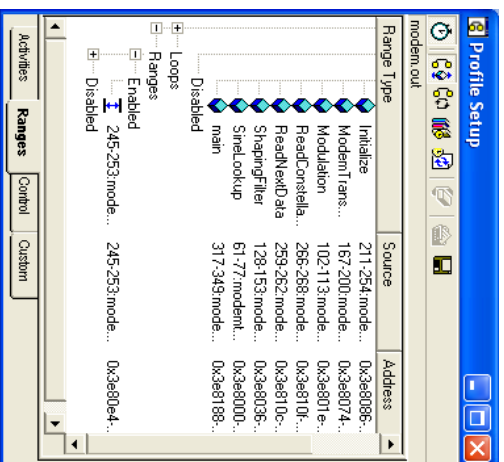 Profile Setup
modem.out
Range Type Source Address
Initialize 211-254:mode... 0x3e8086-...
ModemTrans... 167-200:mode... 0x3e8074-...
Modulation 102-113:mode... 0x3e801e-...
ReadConstella... 266-268:mode... 0x3e810f-...
ReadNextData 259-262:mode... 0x3e810c-...
ShapingFilter 128-153:mode... 0x3e8036-...
SineLookup 61-77:modemt... 0x3e8000-...
main 317-349:mode... 0x3e8188-...
Disabled
Loops
Ranges
Enabled
245-253:mode... 245-253:mode... 0x3e80e4-...
Disabled
Activities Ranges Control Custom